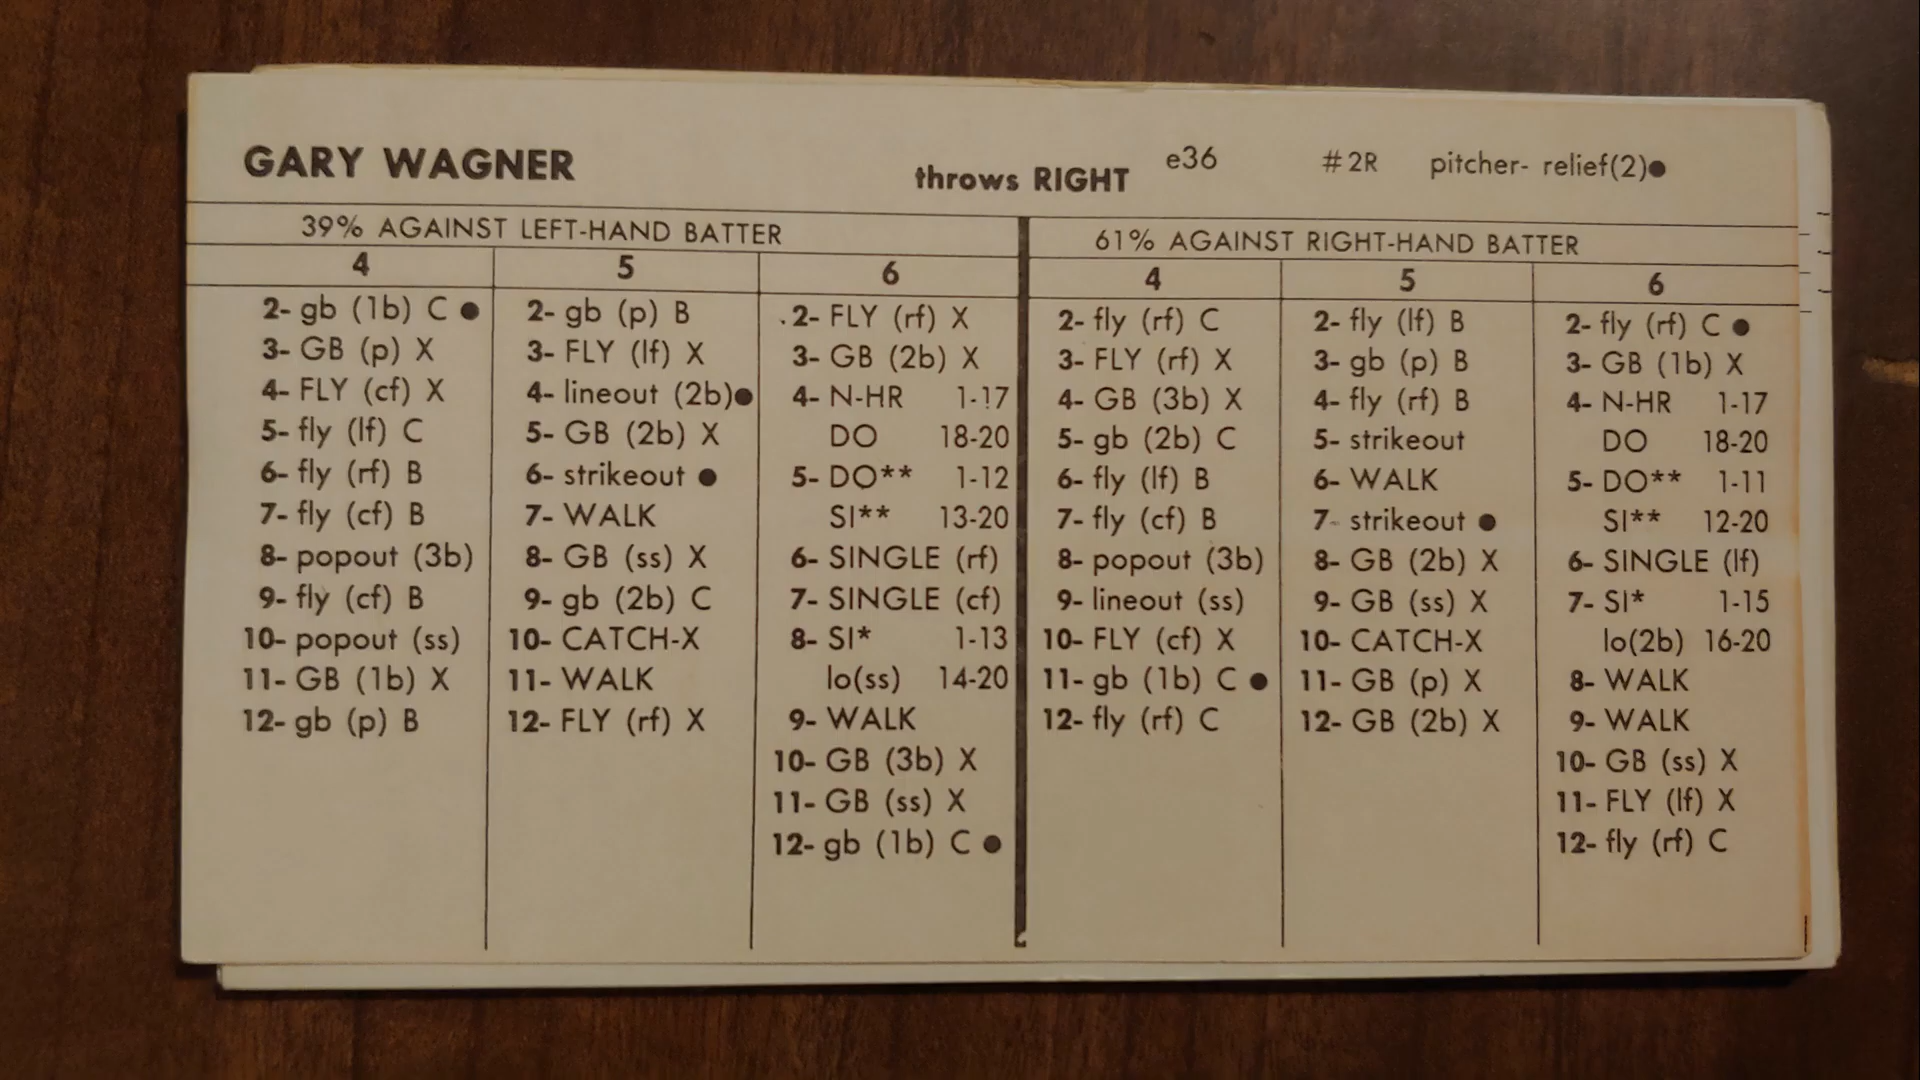 GARY WAGNER throws RIGHT e36 #2R pitcher- relief(2)●
39% AGAINST LEFT-HAND BATTER
4
2- gb (1b) C ●
3- GB (p) X
4- FLY (cf) X
5- fly (lf) C
6- fly (rf) B
7- fly (cf) B
8- popout (3b)
9- fly (cf) B
10- popout (ss)
11- GB (1b) X
12- gb (p) B
5
2- gb (p) B
3- FLY (lf) X
4- lineout (2b)●
5- GB (2b) X
6- strikeout ●
7- WALK
8- GB (ss) X
9- gb (2b) C
10- CATCH-X
11- WALK
12- FLY (rf) X
6
2- FLY (rf) X
3- GB (2b) X
4- N-HR 1-17
DO 18-20
5- DO** 1-12
SI** 13-20
6- SINGLE (rf)
7- SINGLE (cf)
8- SI* 1-13
lo(ss) 14-20
9- WALK
10- GB (3b) X
11- GB (ss) X
12- gb (1b) C ●
61% AGAINST RIGHT-HAND BATTER
4
2- fly (rf) C
3- FLY (rf) X
4- GB (3b) X
5- gb (2b) C
6- fly (lf) B
7- fly (cf) B
8- popout (3b)
9- lineout (ss)
10- FLY (cf) X
11- gb (1b) C ●
12- fly (rf) C
5
2- fly (lf) B
3- gb (p) B
4- fly (rf) B
5- strikeout
6- WALK
7- strikeout ●
8- GB (2b) X
9- GB (ss) X
10- CATCH-X
11- GB (p) X
12- GB (2b) X
6
2- fly (rf) C ●
3- GB (1b) X
4- N-HR 1-17
DO 18-20
5- DO** 1-11
SI** 12-20
6- SINGLE (lf)
7- SI* 1-15
lo(2b) 16-20
8- WALK
9- WALK
10- GB (ss) X
11- FLY (lf) X
12- fly (rf) C